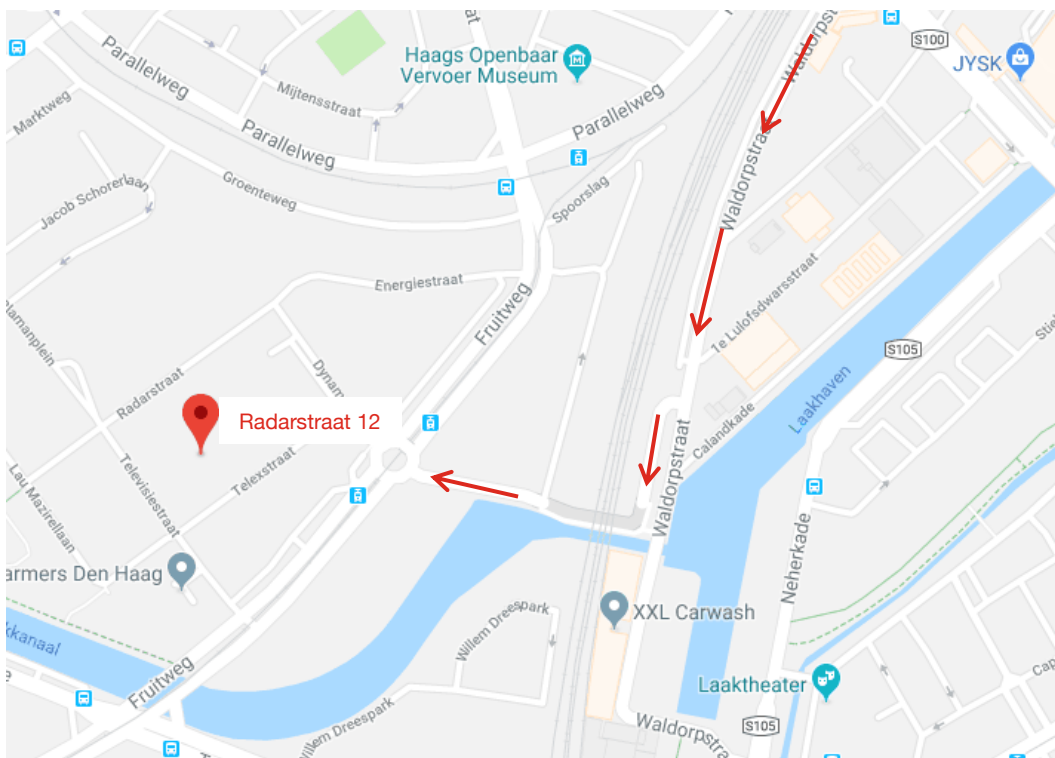 Waldorpstraat
S100
JYSK
Haags Openbaar
Vervoer Museum
Parallelweg
Mijtensstraat
Marktweg
Parallelweg
Parallelweg
Groenteweg
Jacob Schorerlaan
Spoorslag
Waldorpstraat
Energiestraat
Fruitweg
1e Lulofsdwarsstraat
S105
Radarstraat
Laakhaven
Radarstraat 12
Calandkade
Telexstraat
Televisiestraat
Waldorpstraat
Lau Mazirellaan
Neherkade
armers Den Haag
Willem Dreespark
XXL Carwash
kkanaal
Fruitweg
Laaktheater
Willem Dreespark
Waldorpstra
S105
Cap